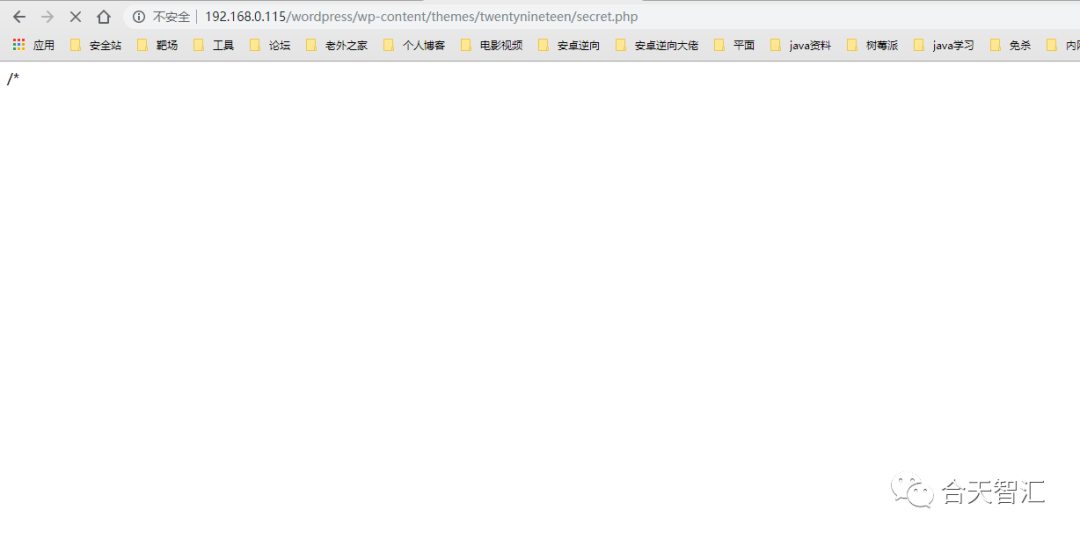 不安全 192.168.0.115/wordpress/wp-content/themes/twentynineteen/secret.php
应用 安全站 靶场 工具 论坛 老外之家 个人博客 电影视频 安卓逆向 安卓逆向大佬 平面 java资料 树莓派 java学习 免杀
/*
合天智汇